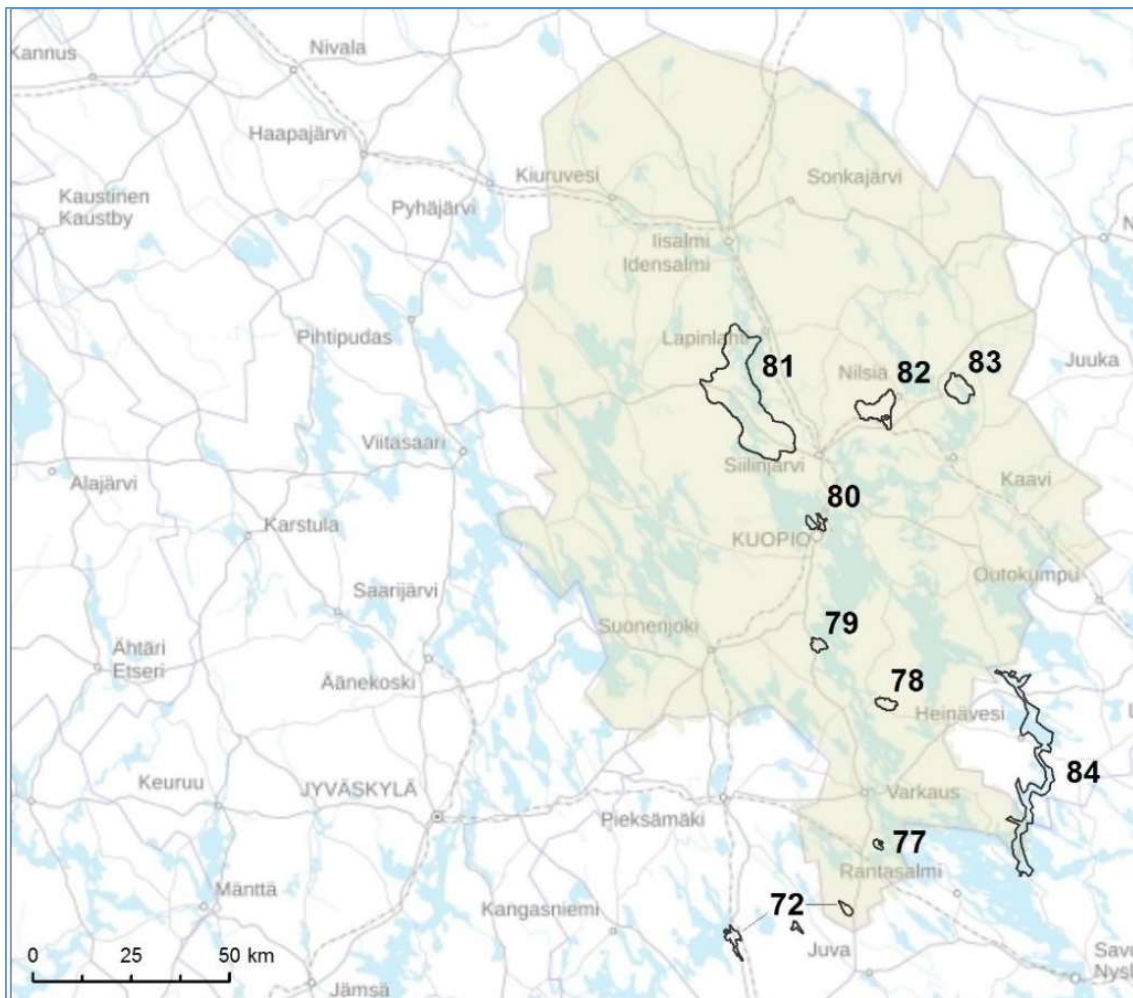 Kannus
Nivala
Haapajärvi
Kiuruvesi
Sonkajärvi
Kaustinen
Kaustby
Pyhäjärvi
Iisalmi
Idensalmi
Pihtipudas
Lapinlahti
81
Nilsiä
82
83
Juuka
Viitasaari
Siilinjärvi
Kaavi
Alajärvi
80
Karstula
KUOPIO
Outokumpu
Saarijärvi
Suonenjoki
79
Ähtäri
Etseri
Äänekoski
78
Heinävesi
84
Keuruu
JYVÄSKYLÄ
Varkaus
Pieksämäki
77
Rantasalmi
Mänttä
Kangasniemi
72
Juva
0 25 50 km
Jämsä